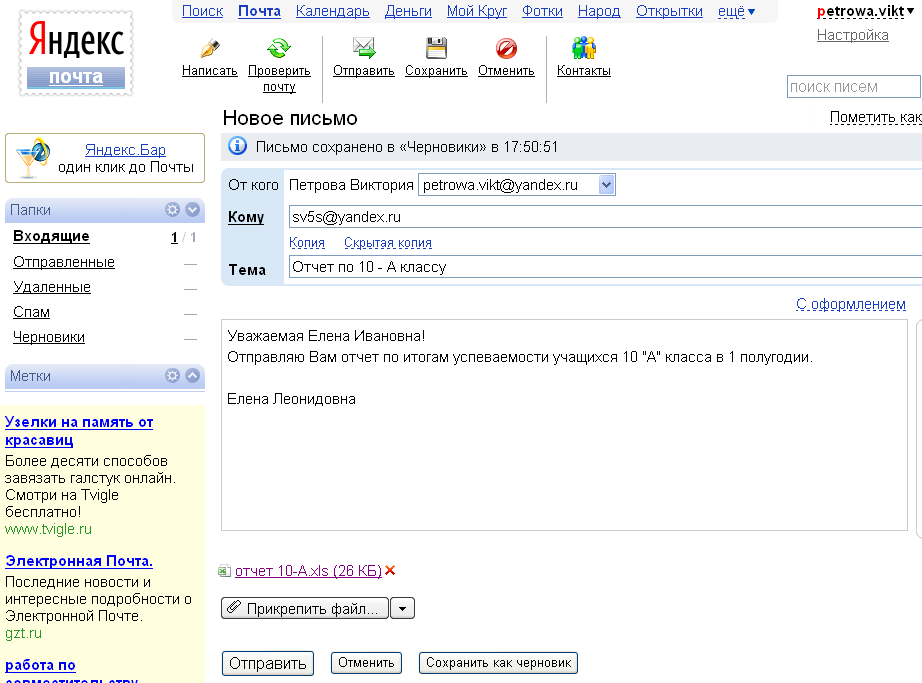 Поиск Почта Календарь Деньги Мой Круг Фотки Народ Открытки ещё
petrowa.vikt
Настройка
Яндекс
почта
Написать Проверить почту Отправить Сохранить Отменить Контакты
поиск писем
Новое письмо
Пометить как
Письмо сохранено в «Черновики» в 17:50:51
Яндекс.Бар
один клик до Почты
Папки
Входящие 1 / 1
Отправленные —
Удаленные —
Спам —
Черновики —
Метки
Узелки на память от
красавиц
Более десяти способов
завязать галстук онлайн.
Смотри на Tvigle
бесплатно!
www.tvigle.ru
Электронная Почта.
Последние новости и
интересные подробности о
Электронной Почте.
gzt.ru
работа по
совместительству
От кого Петрова Виктория petrowa.vikt@yandex.ru
Кому sv5s@yandex.ru
Копия Скрытая копия
Тема Отчет по 10 - А классу
С оформлением
Уважаемая Елена Ивановна!
Отправляю Вам отчет по итогам успеваемости учащихся 10 "А" класса в 1 полугодии.
Елена Леонидовна
отчет 10-А.xls (26 КБ)
Прикрепить файл...
Отправить Отменить Сохранить как черновик